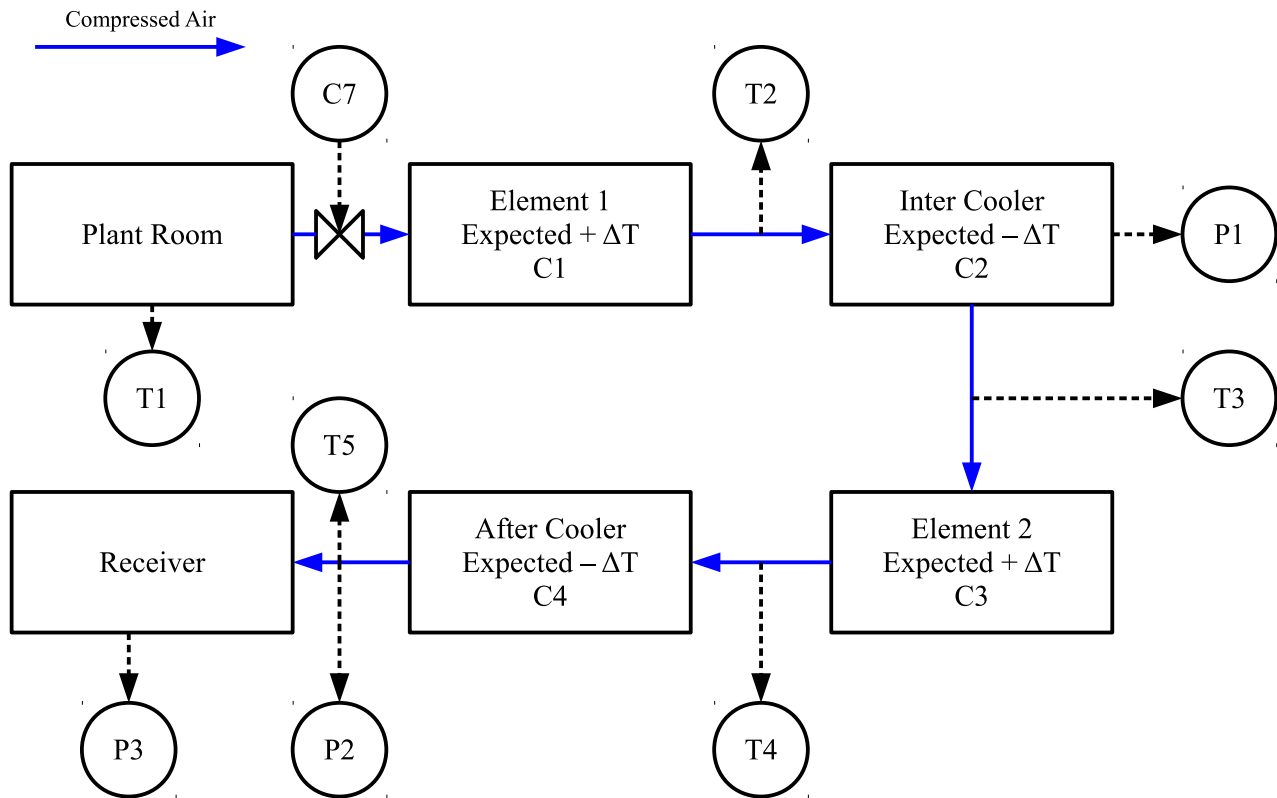 Compressed Air
C7
T2
Plant Room
Element 1
Expected + ΔT
C1
Inter Cooler
Expected – ΔT
C2
P1
T1
T3
T5
Receiver
After Cooler
Expected – ΔT
C4
Element 2
Expected + ΔT
C3
P3
P2
T4